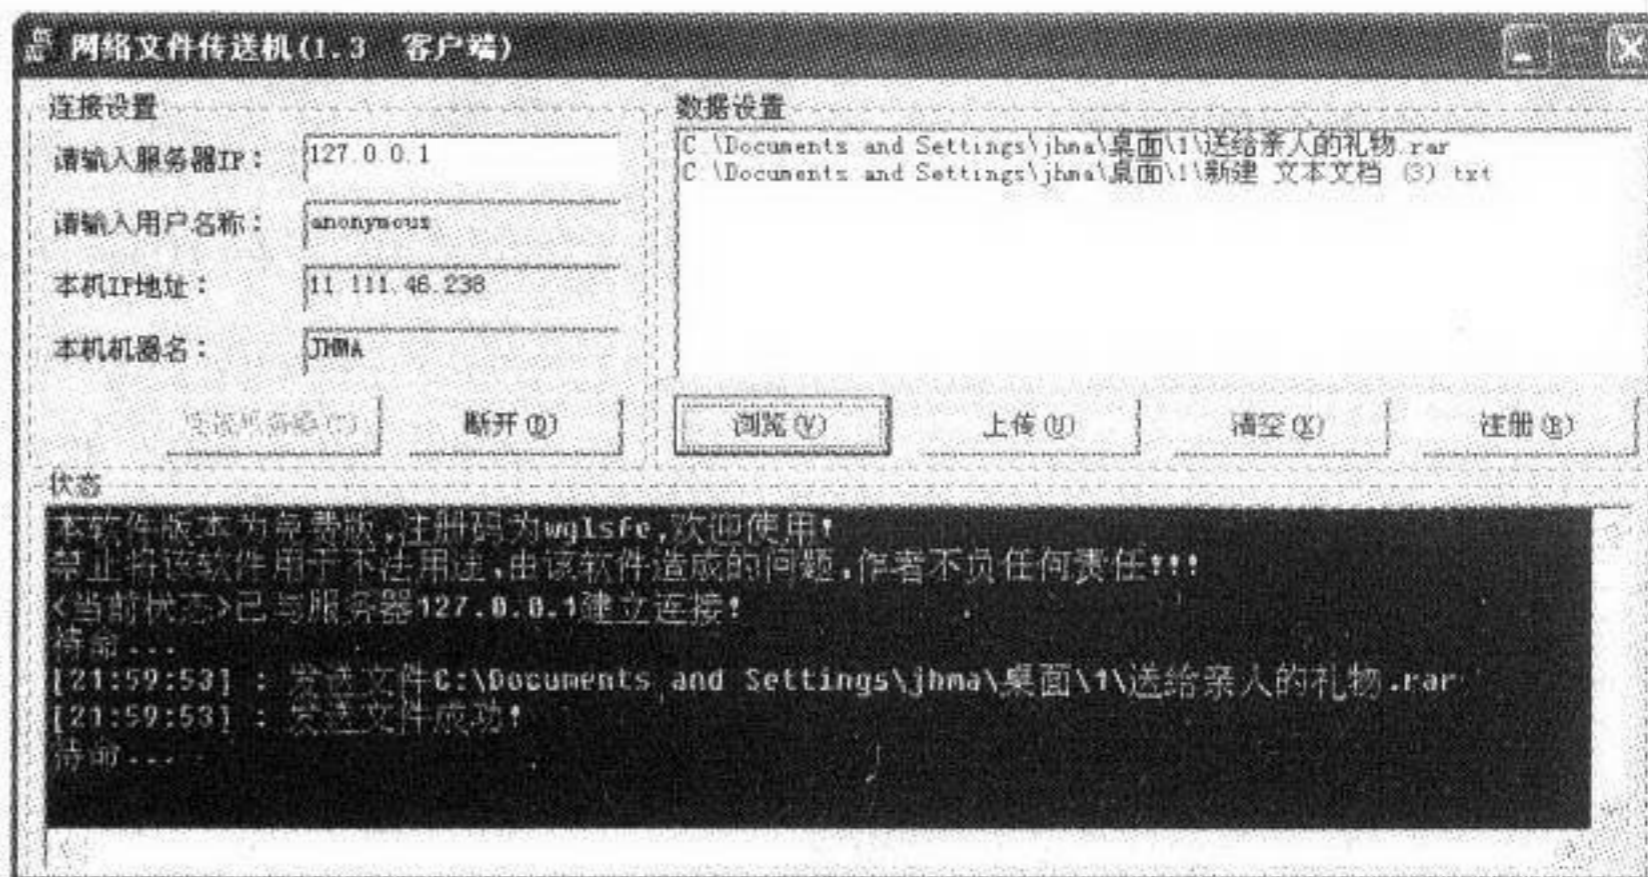 网络文件传送机(1.3 客户端)
连接设置
请输入服务器IP： 127.0.0.1
请输入用户名称： anonymous
本机IP地址： 11.111.46.238
本机机器名： JHMA
连接服务器(C) 断开(D)
数据设置
C:\Documents and Settings\jhma\桌面\1\送给亲人的礼物.rar
C:\Documents and Settings\jhma\桌面\1\新建 文本文档 (3).txt
浏览(V) 上传(U) 清空(X) 注册(R)
状态
本软件版本为免费版,注册码为wglsfe,欢迎使用!
禁止将该软件用于不法用途,由该软件造成的问题,作者不负任何责任!!!
<当前状态>已与服务器127.0.0.1建立连接!
待命...
[21:59:53] : 发送文件C:\Documents and Settings\jhma\桌面\1\送给亲人的礼物.rar
[21:59:53] : 发送文件成功!
待命...